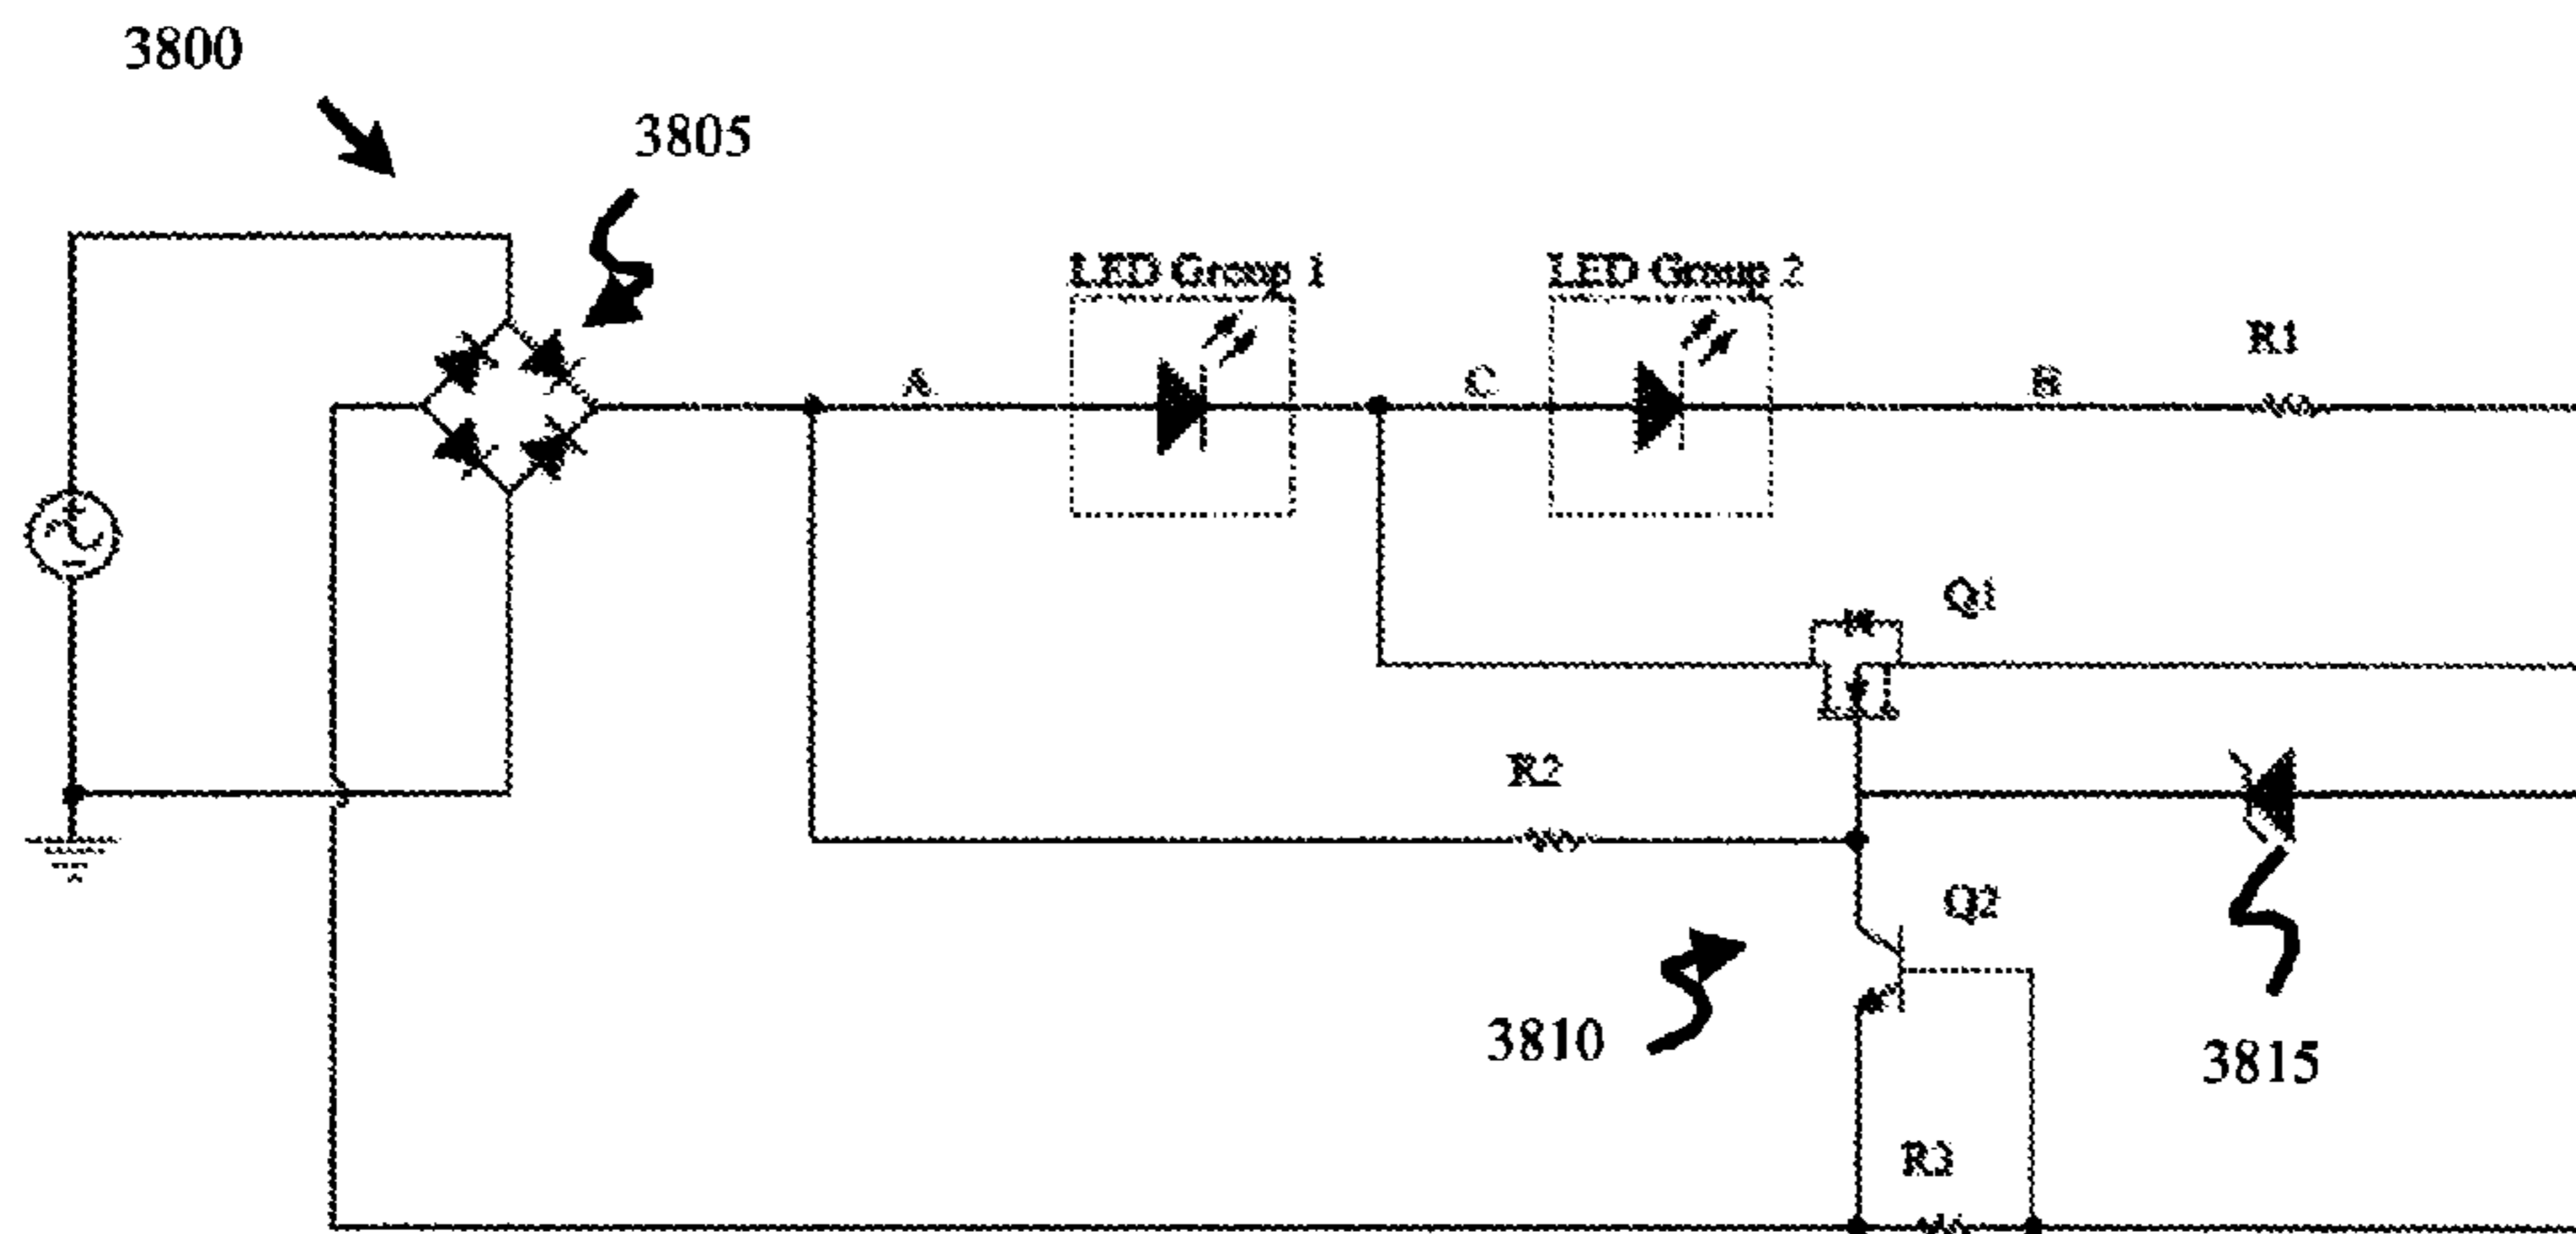 3800
3805
LED Group 1
LED Group 2
R1
A
C
B
Q1
R2
Q2
3810
3815
R3